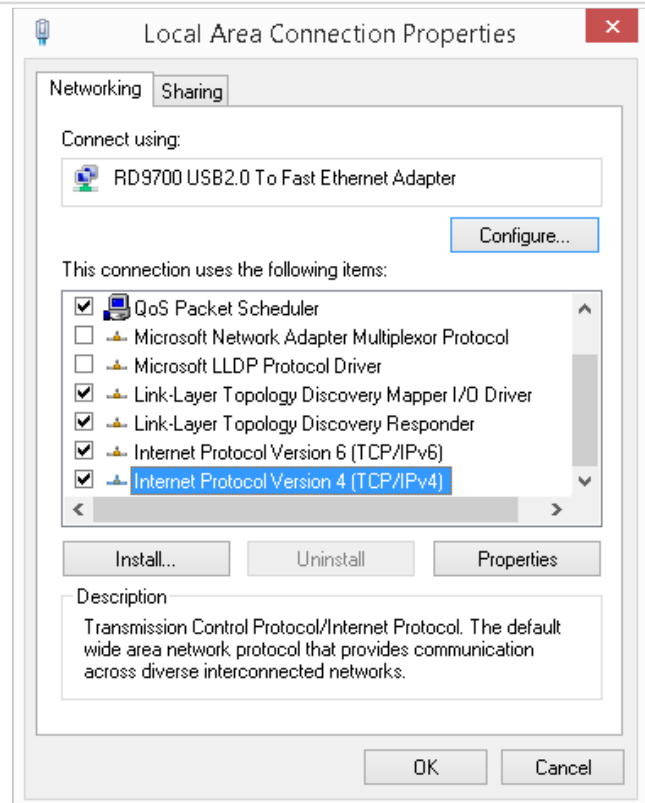 Local Area Connection Properties
Networking
Sharing
Connect using:
RD9700 USB2.0 To Fast Ethernet Adapter
Configure...
This connection uses the following items:
QoS Packet Scheduler
Microsoft Network Adapter Multiplexor Protocol
Microsoft LLDP Protocol Driver
Link-Layer Topology Discovery Mapper I/O Driver
Link-Layer Topology Discovery Responder
Internet Protocol Version 6 (TCP/IPv6)
Internet Protocol Version 4 (TCP/IPv4)
Install...
Uninstall
Properties
Description
Transmission Control Protocol/Internet Protocol. The default
wide area network protocol that provides communication
across diverse interconnected networks.
OK
Cancel